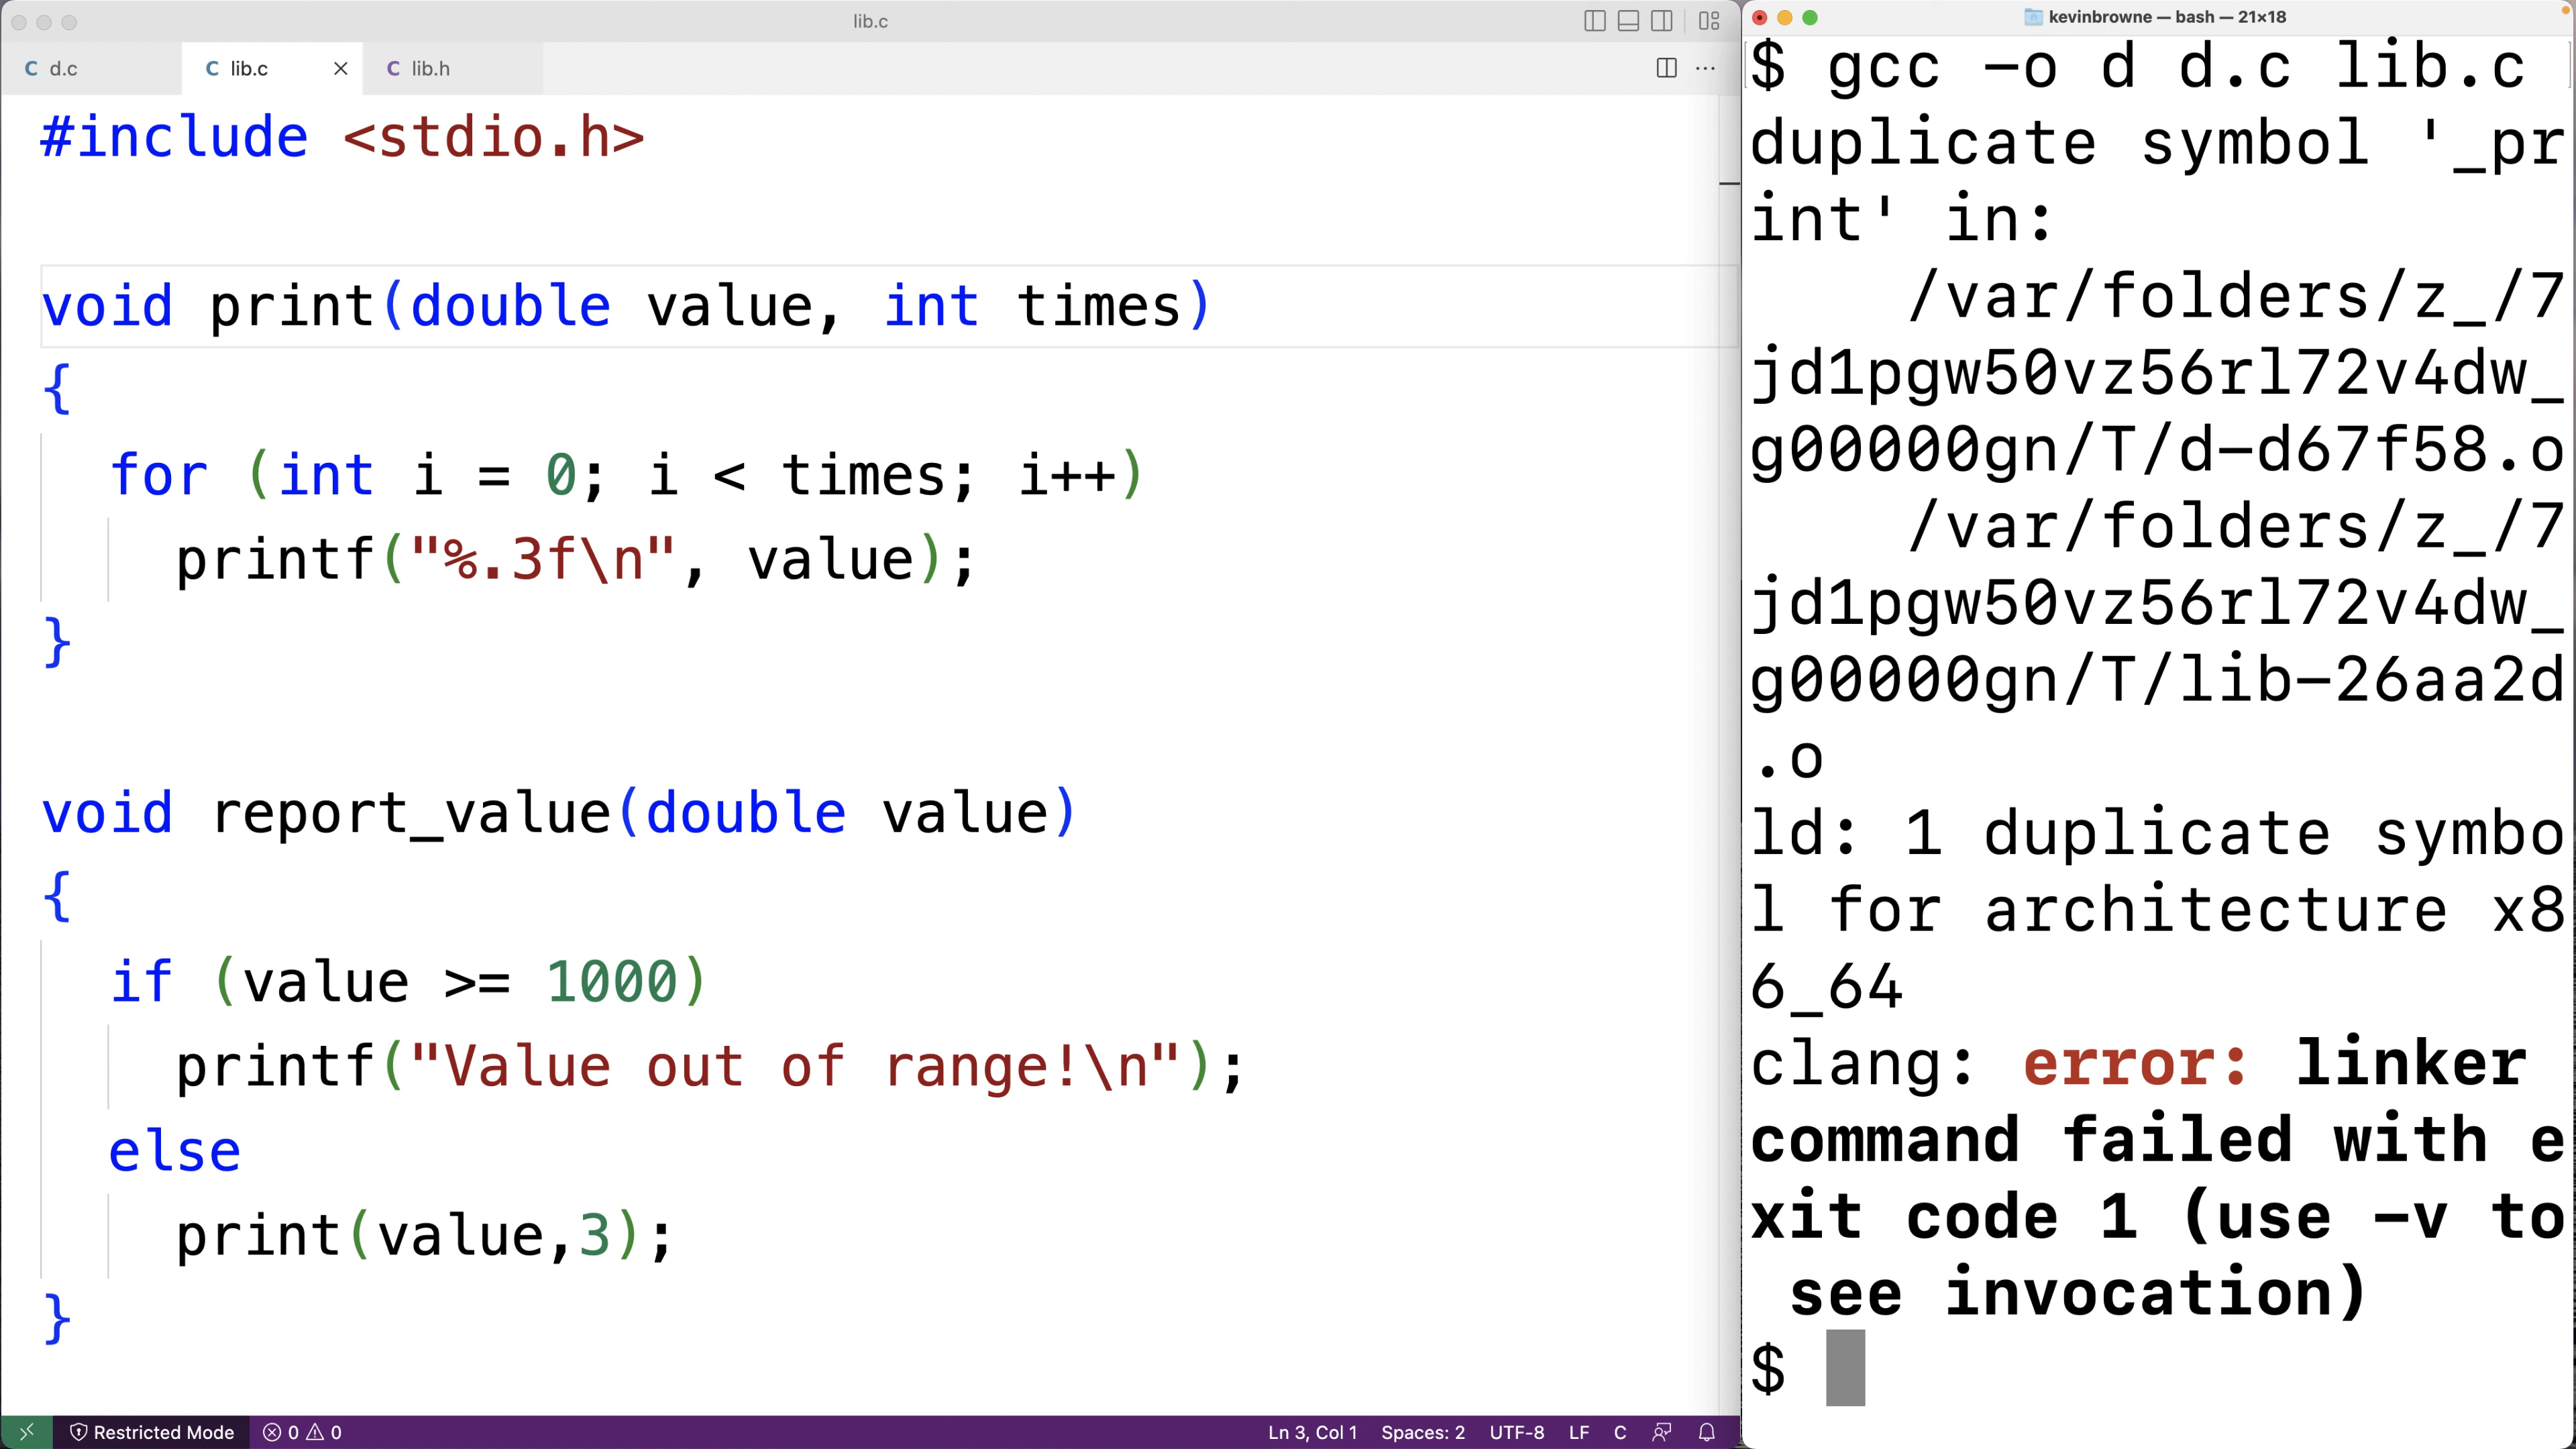 lib.c
C d.c
C lib.c
C lib.h
#include <stdio.h>
void print(double value, int times)
{
for (int i = 0; i < times; i++)
printf("%.3f\n", value);
}
void report_value(double value)
{
if (value >= 1000)
printf("Value out of range!\n");
else
print(value,3);
}
Restricted Mode 0 0
Ln 3, Col 1 Spaces: 2 UTF-8 LF C
kevinbrowne — bash — 21×18
$ gcc -o d d.c lib.c
duplicate symbol '_pr
int' in:
/var/folders/z_/7
jd1pgw50vz56rl72v4dw_
g00000gn/T/d-d67f58.o
/var/folders/z_/7
jd1pgw50vz56rl72v4dw_
g00000gn/T/lib-26aa2d
.o
ld: 1 duplicate symbo
l for architecture x8
6_64
clang: error: linker
command failed with e
xit code 1 (use -v to
see invocation)
$